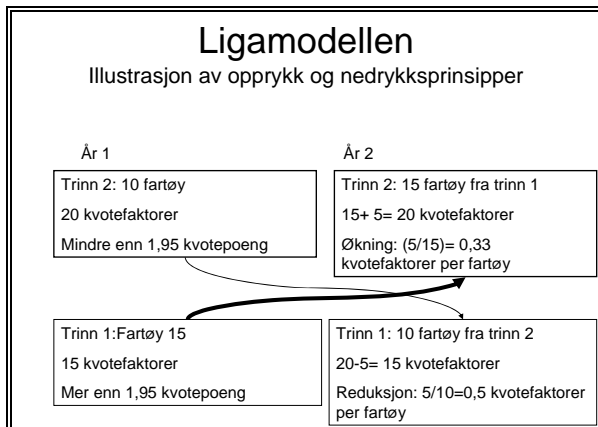 Ligamodellen
Illustrasjon av opprykk og nedrykksprinsipper
År 1
År 2
Trinn 2: 10 fartøy
20 kvotefaktorer
Mindre enn 1,95 kvotepoeng
Trinn 2: 15 fartøy fra trinn 1
15+ 5= 20 kvotefaktorer
Økning: (5/15)= 0,33
kvotefaktorer per fartøy
Trinn 1:Fartøy 15
15 kvotefaktorer
Mer enn 1,95 kvotepoeng
Trinn 1: 10 fartøy fra trinn 2
20-5= 15 kvotefaktorer
Reduksjon: 5/10=0,5 kvotefaktorer
per fartøy